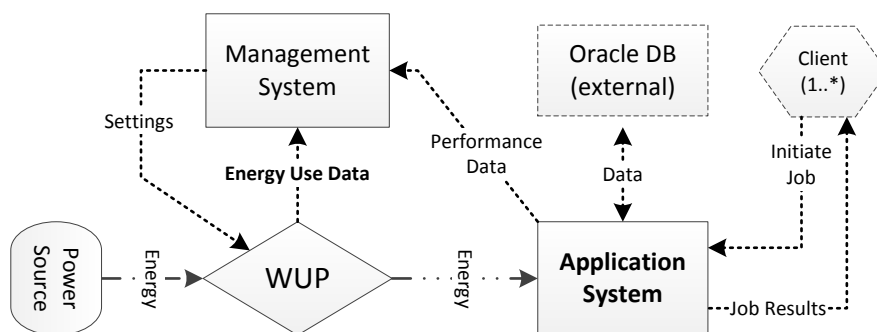 Management
System
Oracle DB
(external)
Client
(1..*)
Settings
Energy Use Data
Performance
Data
Data
Initiate
Job
Power
Source
Energy
WUP
Energy
Application
System
Job Results